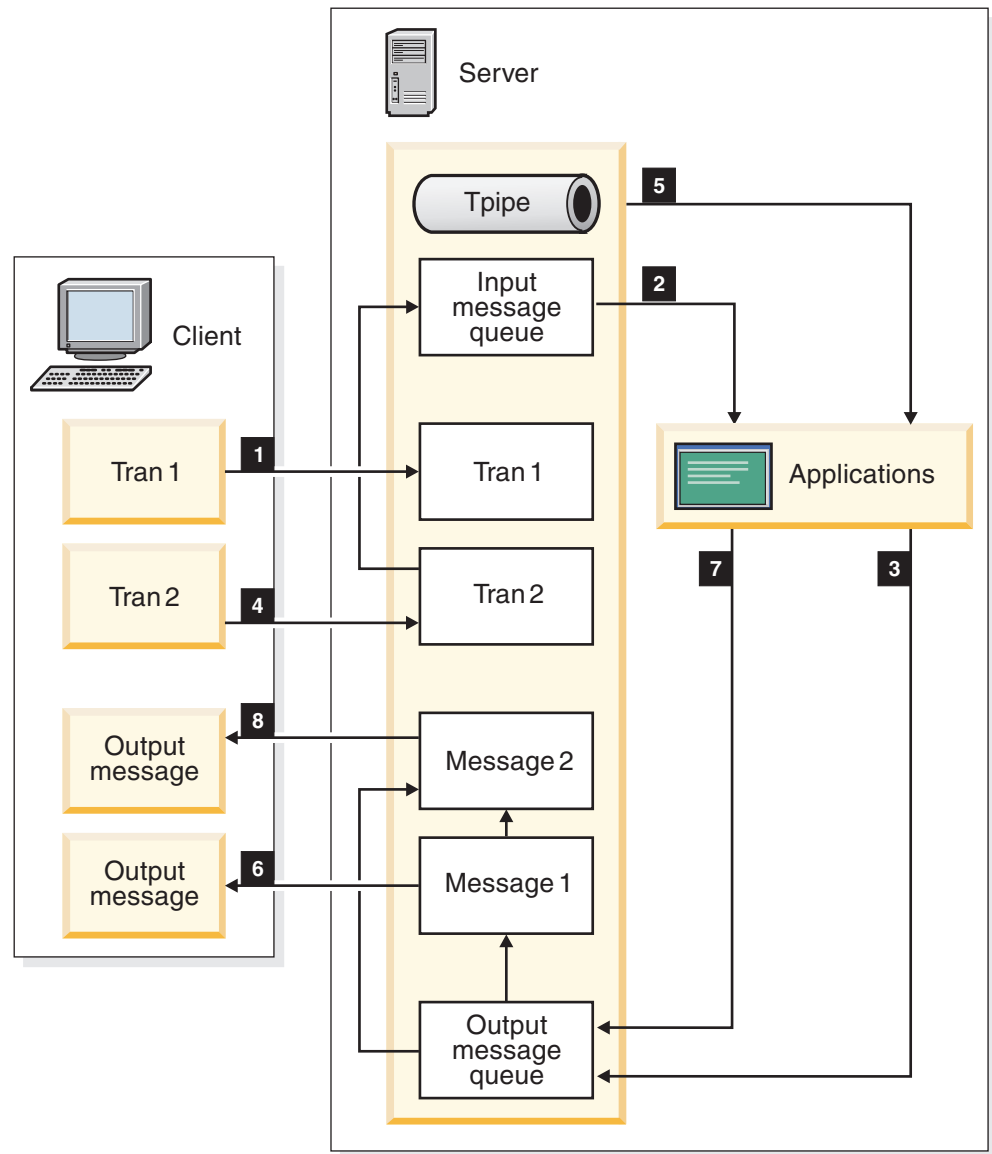 Server
Tpipe
5
Input
message
queue
2
Client
Tran 1
1
Tran 1
Applications
Tran 2
4
Tran 2
7
3
Output
message
8
Message 2
Output
message
6
Message 1
Output
message
queue